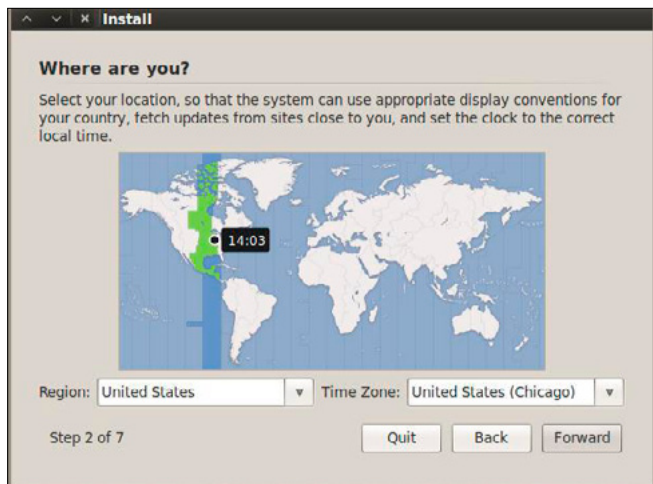 Install
Where are you?
Select your location, so that the system can use appropriate display conventions for
your country, fetch updates from sites close to you, and set the clock to the correct
local time.
14:03
Region: United States Time Zone: United States (Chicago)
Step 2 of 7 Quit Back Forward